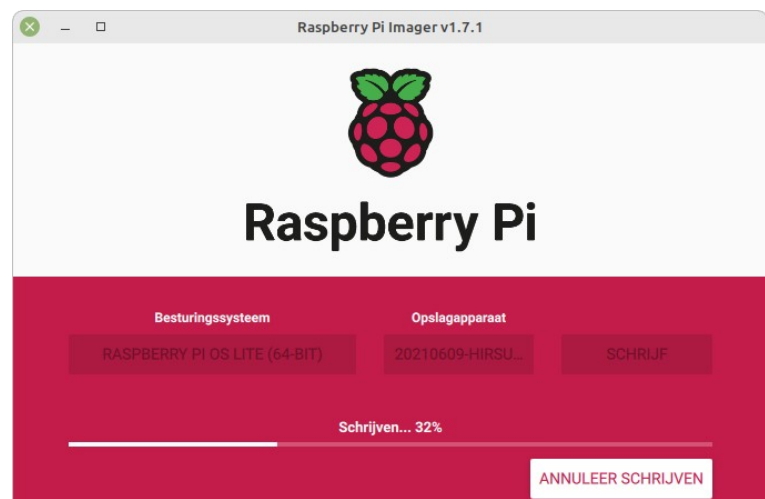 Raspberry Pi Imager v1.7.1
Raspberry Pi
Besturingssysteem
Opslagapparaat
RASPBERRY PI OS LITE (64-BIT)
20210609-HIRSU...
SCHRIJF
Schrijven... 32%
ANNULEER SCHRIJVEN